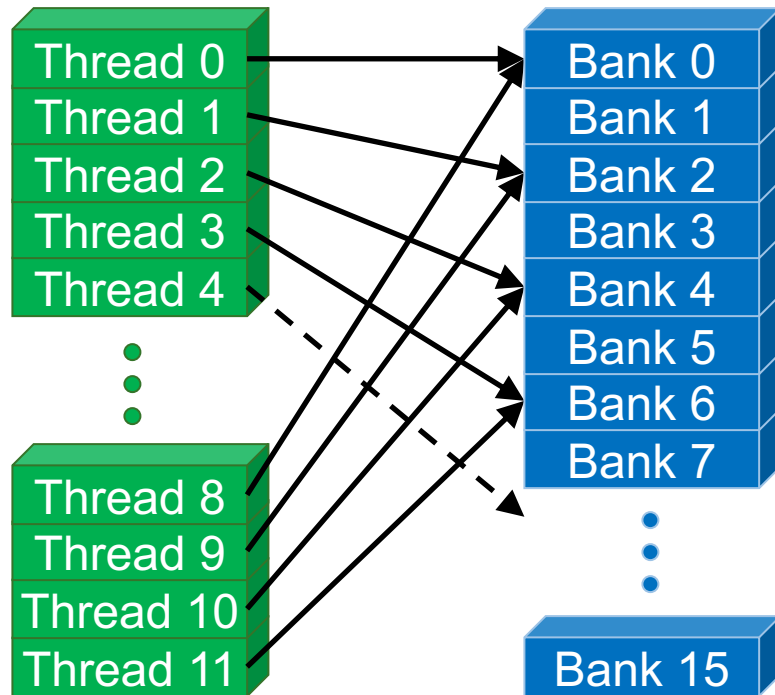 Thread 0
Thread 1
Thread 2
Thread 3
Thread 4
Thread 8
Thread 9
Thread 10
Thread 11
Bank 0
Bank 1
Bank 2
Bank 3
Bank 4
Bank 5
Bank 6
Bank 7
Bank 15